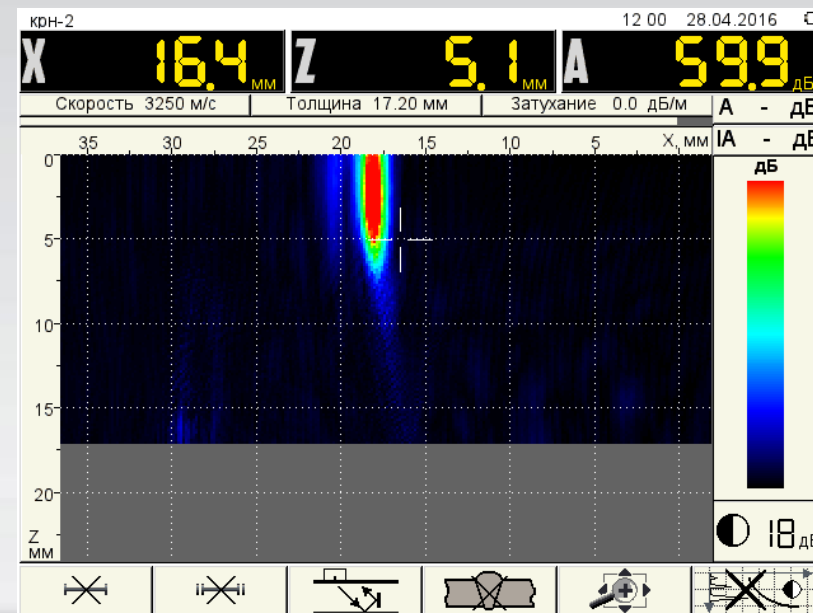 крн-2 12 00 28.04.2016
X 16.4 мм Z 5.1 мм A 59.9 дБ
Скорость 3250 м/с Толщина 17.20 мм Затухание 0.0 дБ/м A - дБ
35 30 20 25 15 10 5 X, мм IA - дБ
дБ
0
5
10
15
20
Z
мм
18 дБ